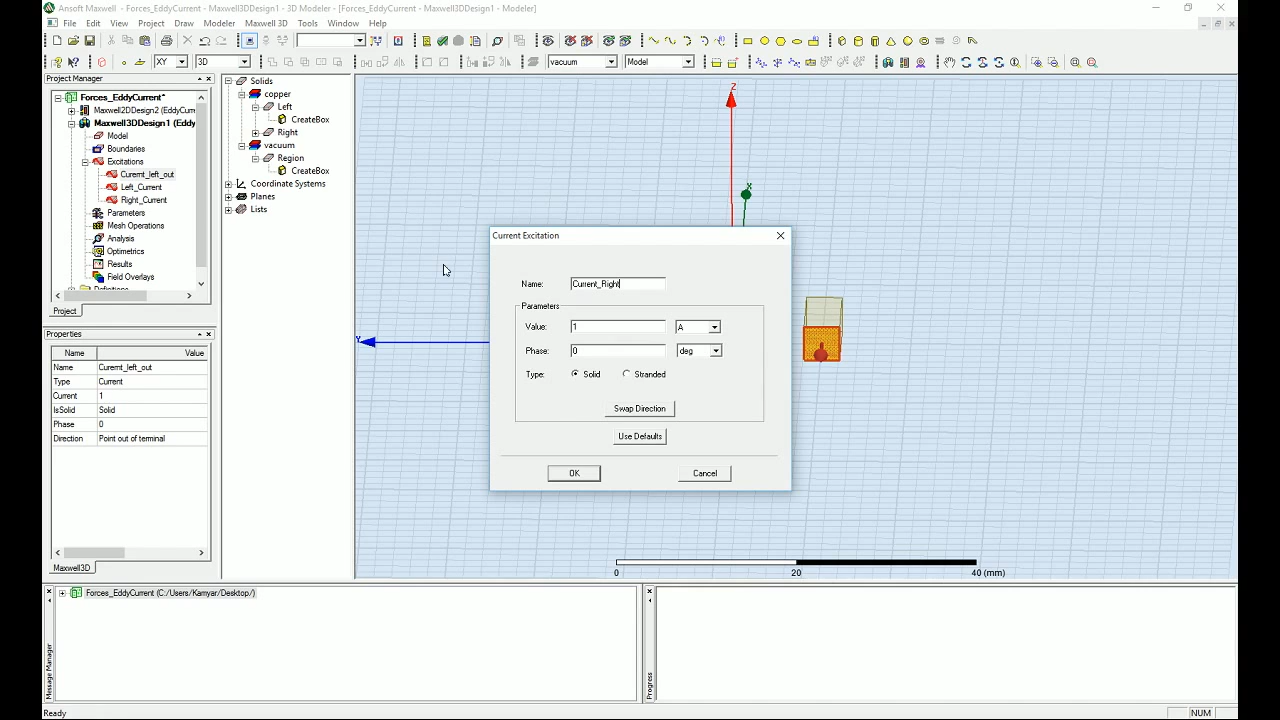 Ansoft Maxwell - Forces_EddyCurrent - Maxwell3DDesign1 - 3D Modeler - [Forces_EddyCurrent - Maxwell3DDesign1 - Modeler]
File Edit View Project Draw Modeler Maxwell 3D Tools Window Help
XY 3D vacuum Model
Project Manager
Forces_EddyCurrent*
Maxwell2DDesign2 (EddyCurr
Maxwell3DDesign1 (Eddy
Model
Boundaries
Excitations
Curemt_left_out
Left_Current
Right_Current
Parameters
Mesh Operations
Analysis
Optimetrics
Results
Field Overlays
Definitions
Project
Solids
copper
Left
CreateBox
Right
vacuum
Region
CreateBox
Coordinate Systems
Planes
Lists
Properties
Name Value
Name Curemt_left_out
Type Current
Current 1
IsSolid Solid
Phase 0
Direction Point out of terminal
Maxwell3D
Z
X
Y
Current Excitation
Name: Current_Right
Parameters
Value: 1 A
Phase: 0 deg
Type: Solid Stranded
Swap Direction
Use Defaults
OK Cancel
0 20 40 (mm)
Forces_EddyCurrent (C:/Users/Kamyar/Desktop/)
Message Manager
Progress
Ready NUM